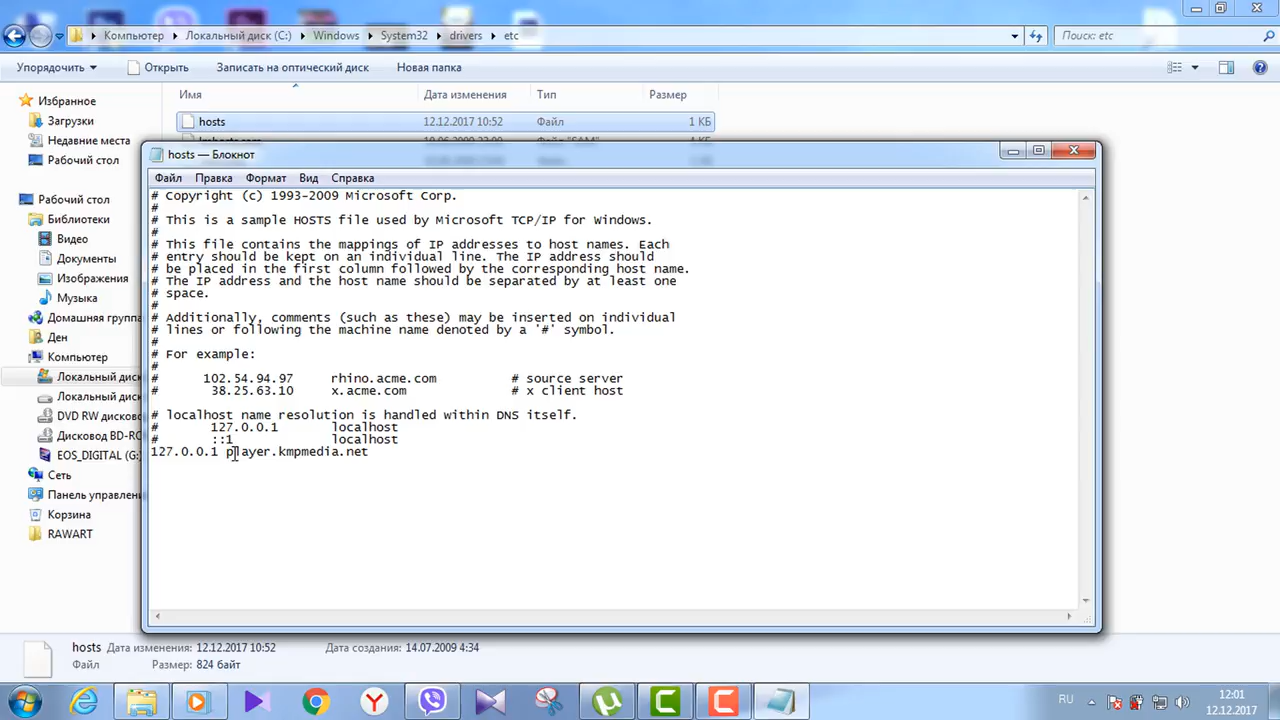 Компьютер Локальный диск (C:) Windows System32 drivers etc
Поиск: etc
Упорядочить Открыть Записать на оптический диск Новая папка
Имя Дата изменения Тип Размер
hosts 12.12.2017 10:52 Файл 1 КБ
Избранное
Загрузки
Недавние места
Рабочий стол
Рабочий стол
Библиотеки
Видео
Документы
Изображения
Музыка
Домашняя группа
Ден
Компьютер
Локальный диск
Локальный диск
DVD RW дисково
Дисковод BD-RO
EOS_DIGITAL (G:
Сеть
Панель управлени
Корзина
RAWART
hosts — Блокнот
Файл Правка Формат Вид Справка
# Copyright (c) 1993-2009 Microsoft Corp.
#
# This is a sample HOSTS file used by Microsoft TCP/IP for Windows.
#
# This file contains the mappings of IP addresses to host names. Each
# entry should be kept on an individual line. The IP address should
# be placed in the first column followed by the corresponding host name.
# The IP address and the host name should be separated by at least one
# space.
#
# Additionally, comments (such as these) may be inserted on individual
# lines or following the machine name denoted by a '#' symbol.
#
# For example:
#
# 102.54.94.97 rhino.acme.com # source server
# 38.25.63.10 x.acme.com # x client host
# localhost name resolution is handled within DNS itself.
# 127.0.0.1 localhost
# ::1 localhost
127.0.0.1 player.kmpmedia.net
hosts Дата изменения: 12.12.2017 10:52 Дата создания: 14.07.2009 4:34
Файл Размер: 824 байт
RU
12:01
12.12.2017